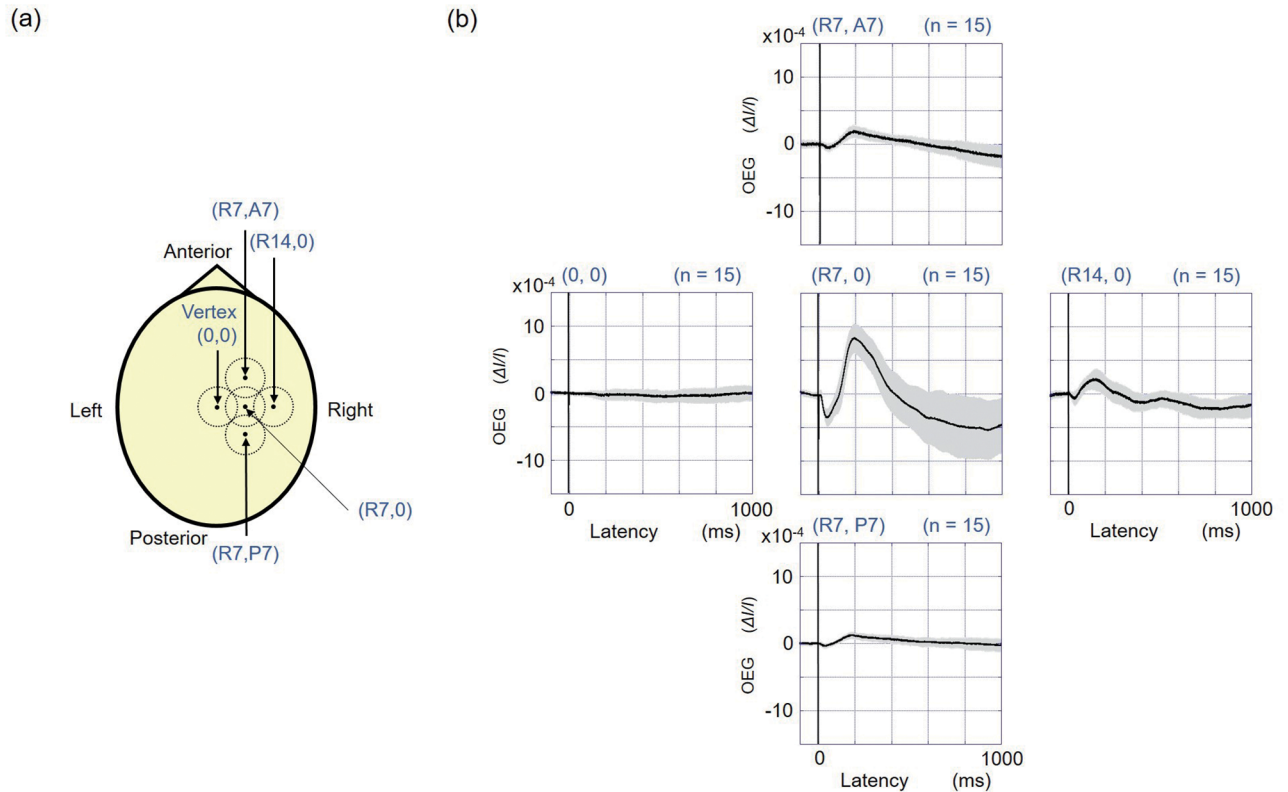 (a)
(R7,A7)
(R14,0)
Anterior
Vertex
(0,0)
Left
Right
(R7,0)
Posterior
(R7,P7)
(b)
x10-4
(R7, A7) (n = 15)
10
0
-10
OEG (ΔI/I)
x10-4
(0, 0) (n = 15)
10
0
-10
OEG (ΔI/I)
0 1000
Latency (ms)
(R7, 0) (n = 15)
(R14, 0) (n = 15)
0 1000
Latency (ms)
x10-4
(R7, P7) (n = 15)
10
0
-10
OEG (ΔI/I)
0 1000
Latency (ms)